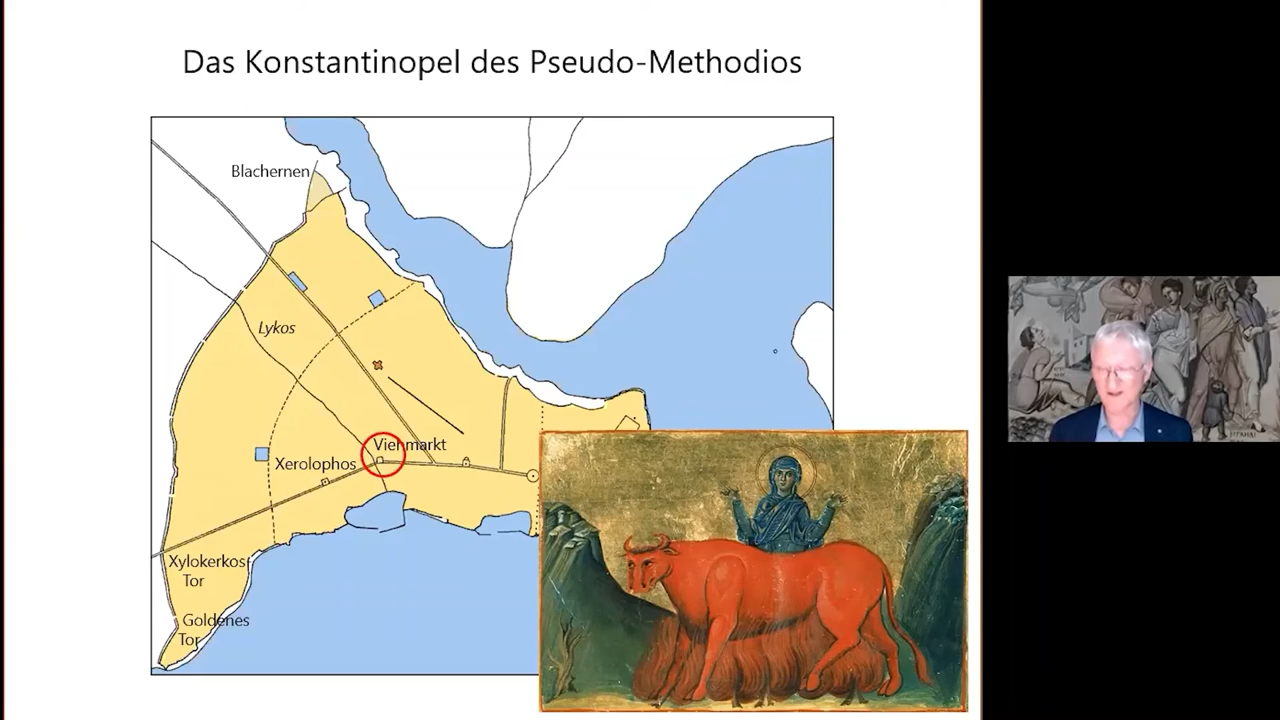 Das Konstantinopel des Pseudo-Methodios
Blachernen
Lykos
Viehmarkt
Xerolophos
Xylokerkos
Tor
Goldenes
Tor